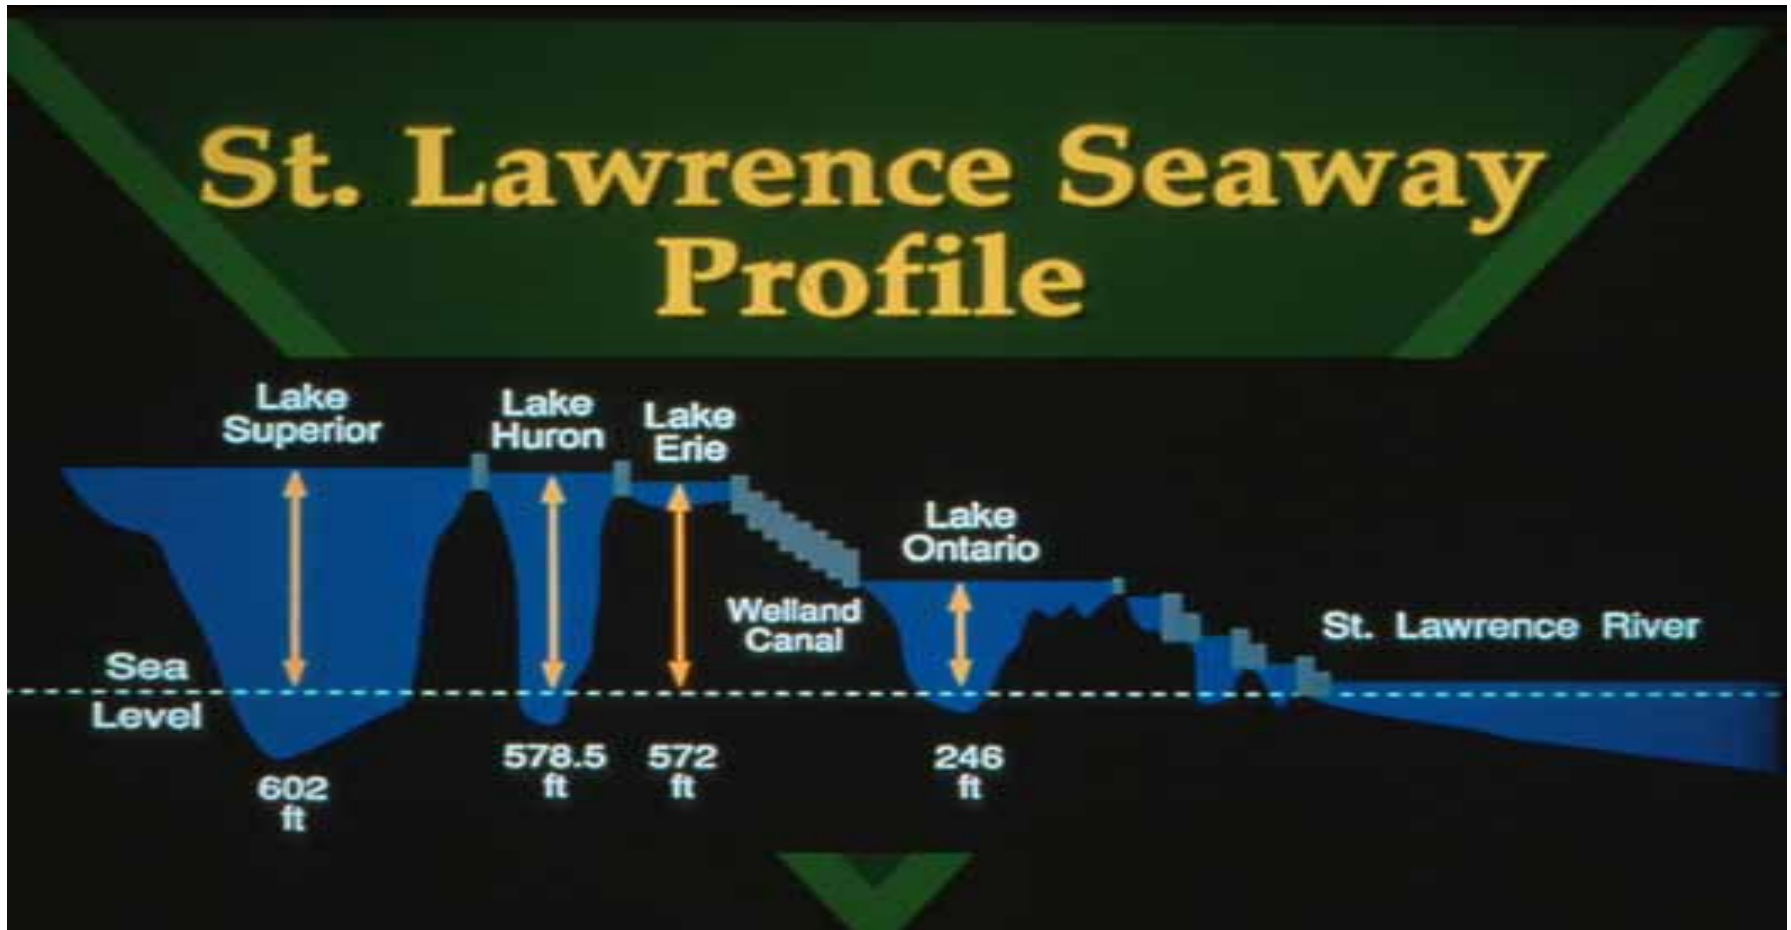 St. Lawrence Seaway
Profile
Lake
Superior
Lake
Huron
Lake
Erie
Lake
Ontario
Welland
Canal
St. Lawrence River
Sea
Level
602
ft
578.5
ft
572
ft
246
ft